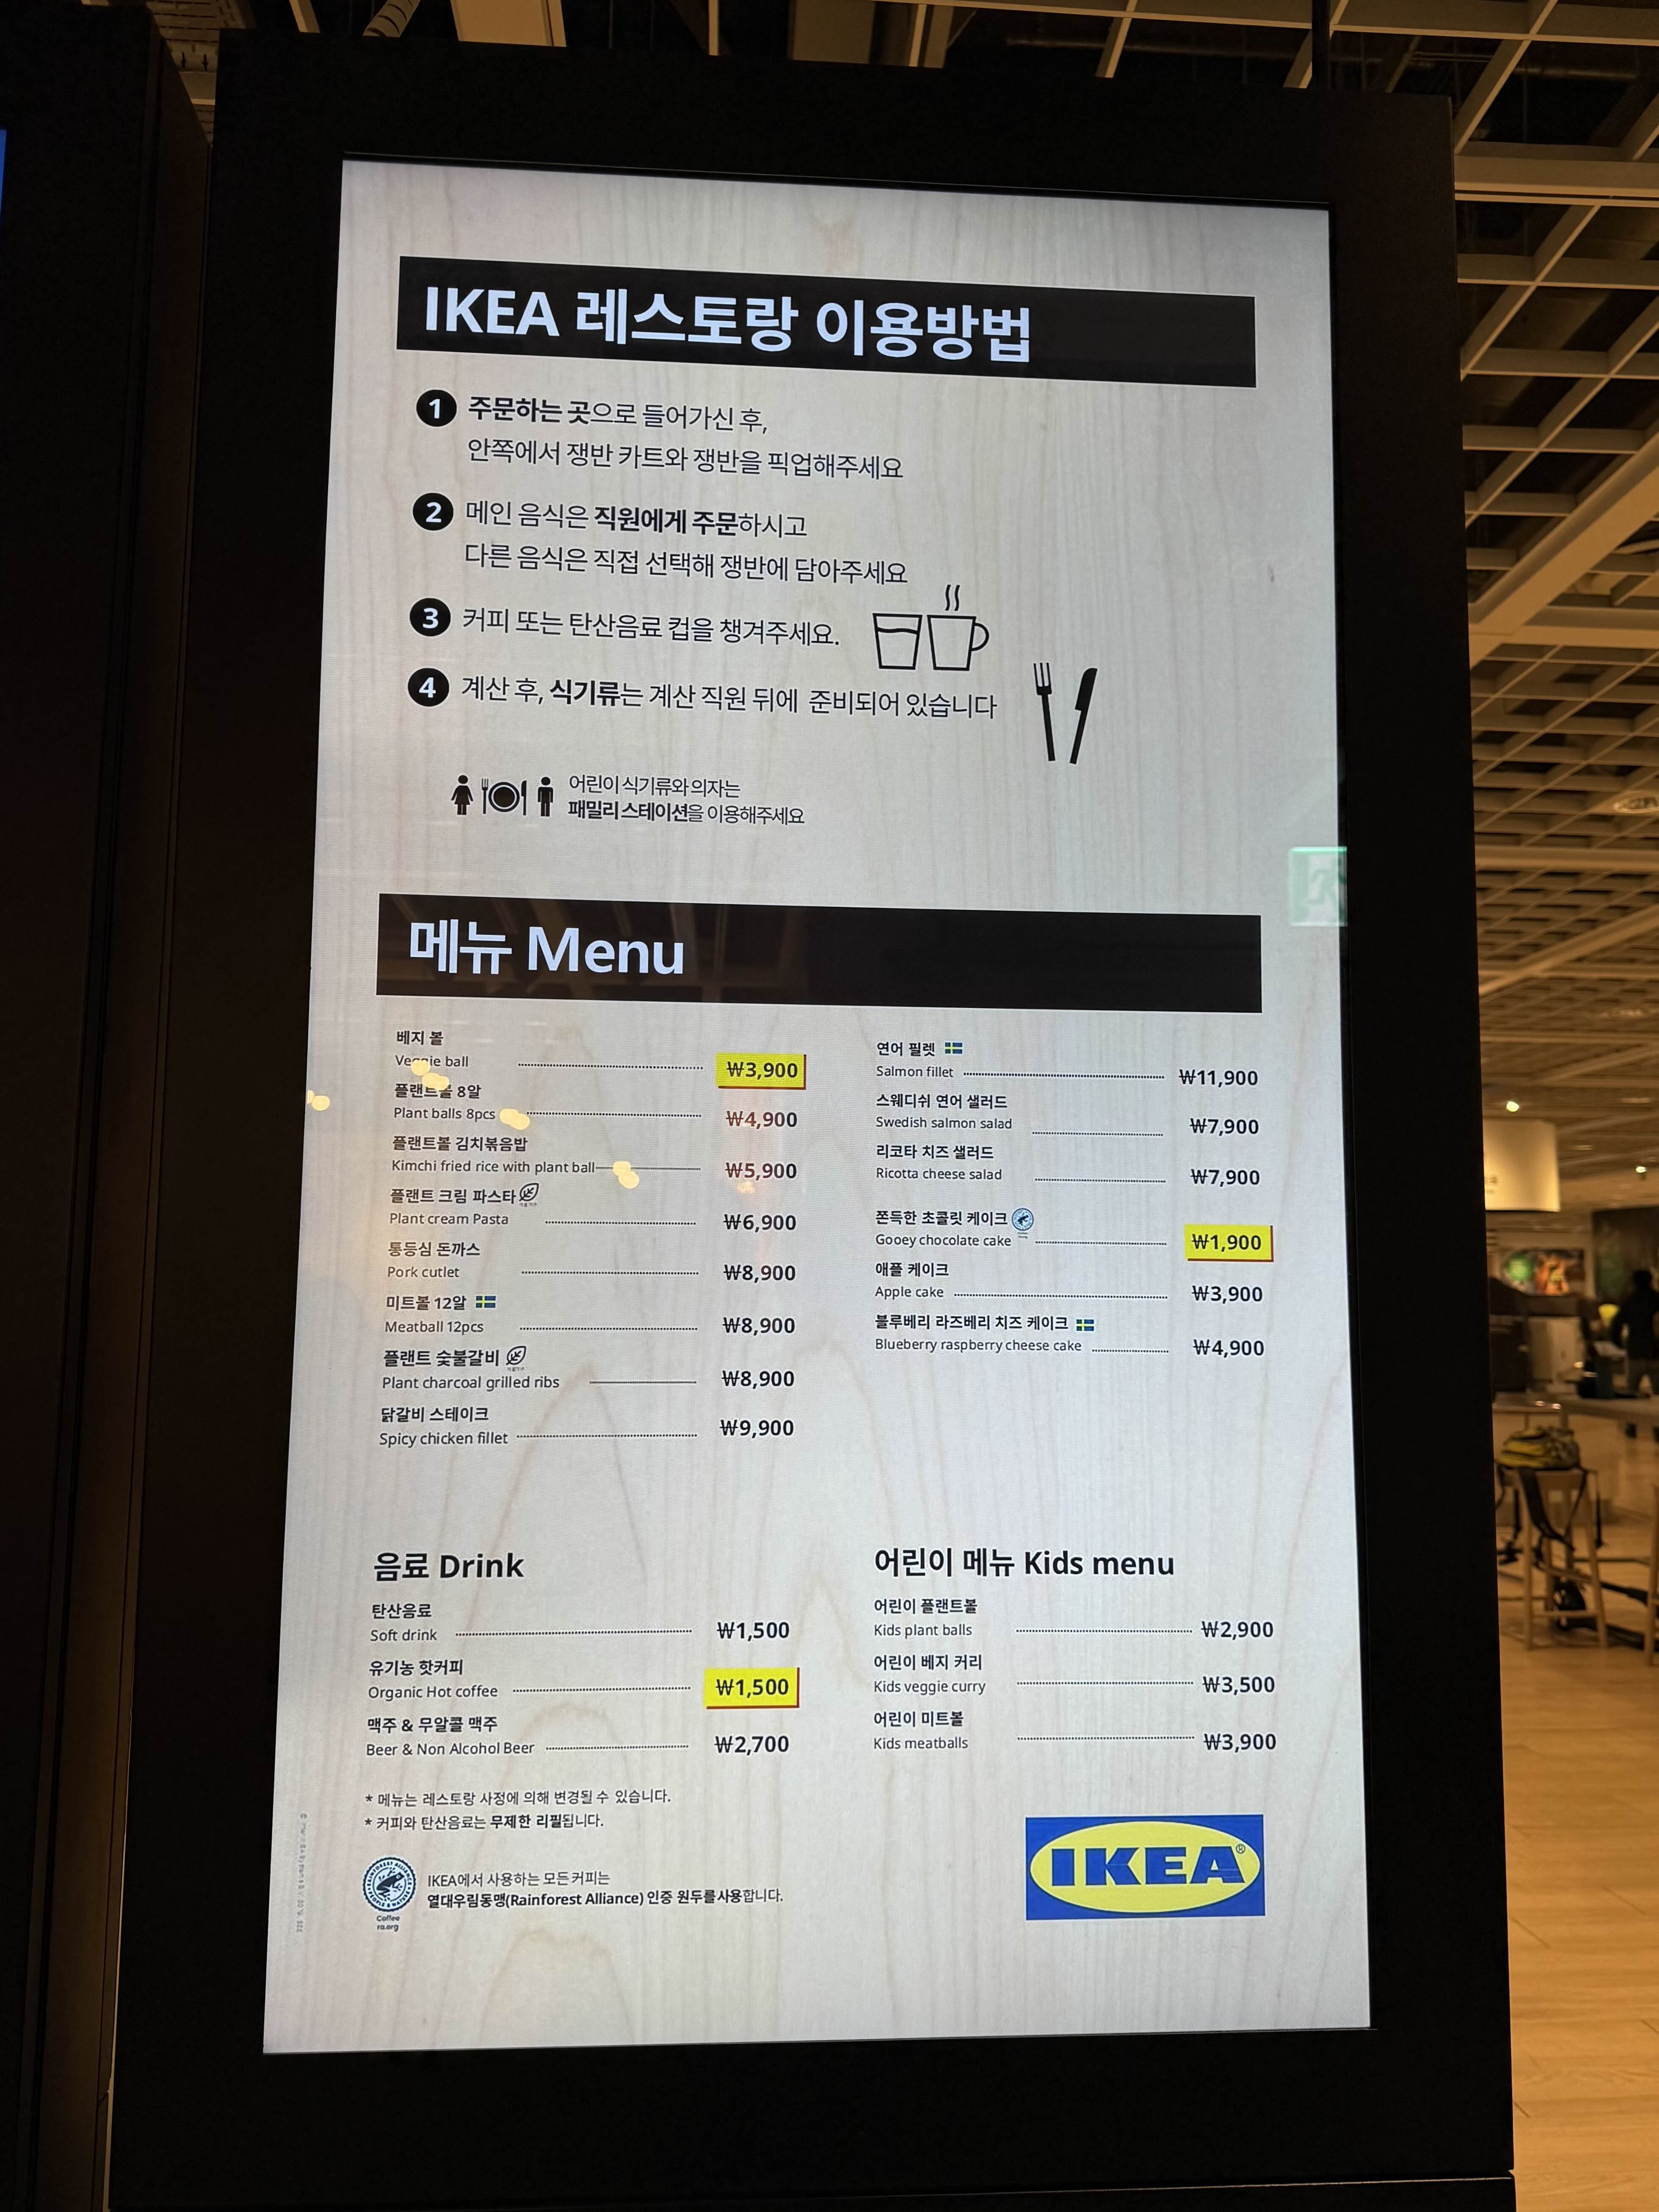 IKEA 레스토랑 이용방법
1 주문하는 곳으로 들어가신 후,
안쪽에서 쟁반 카트와 쟁반을 픽업해주세요
2 메인 음식은 직원에게 주문하시고
다른 음식은 직접 선택해 쟁반에 담아주세요
3 커피 또는 탄산음료 컵을 챙겨주세요.
4 계산 후, 식기류는 계산 직원 뒤에 준비되어 있습니다
어린이 식기류와 의자는
패밀리 스테이션을 이용해주세요
메뉴 Menu
베지 볼
Veggie ball ₩3,900
플랜트볼 8알
Plant balls 8pcs ₩4,900
플랜트볼 김치볶음밥
Kimchi fried rice with plant ball ₩5,900
플랜트 크림 파스타
Plant cream Pasta ₩6,900
통등심 돈까스
Pork cutlet ₩8,900
미트볼 12알
Meatball 12pcs ₩8,900
플랜트 숯불갈비
Plant charcoal grilled ribs ₩8,900
닭갈비 스테이크
Spicy chicken fillet ₩9,900
연어 필렛
Salmon fillet ₩11,900
스웨디쉬 연어 샐러드
Swedish salmon salad ₩7,900
리코타 치즈 샐러드
Ricotta cheese salad ₩7,900
쫀득한 초콜릿 케이크
Gooey chocolate cake ₩1,900
애플 케이크
Apple cake ₩3,900
블루베리 라즈베리 치즈 케이크
Blueberry raspberry cheese cake ₩4,900
음료 Drink
탄산음료
Soft drink ₩1,500
유기농 핫커피
Organic Hot coffee ₩1,500
맥주 & 무알콜 맥주
Beer & Non Alcohol Beer ₩2,700
어린이 메뉴 Kids menu
어린이 플랜트볼
Kids plant balls ₩2,900
어린이 베지 커리
Kids veggie curry ₩3,500
어린이 미트볼
Kids meatballs ₩3,900
* 메뉴는 레스토랑 사정에 의해 변경될 수 있습니다.
* 커피와 탄산음료는 무제한 리필됩니다.
RAINFOREST ALLIANCE
PEOPLE & NATURE
Coffee
ra.org
IKEA에서 사용하는 모든 커피는
열대우림동맹(Rainforest Alliance) 인증 원두를 사용합니다.
IKEA®